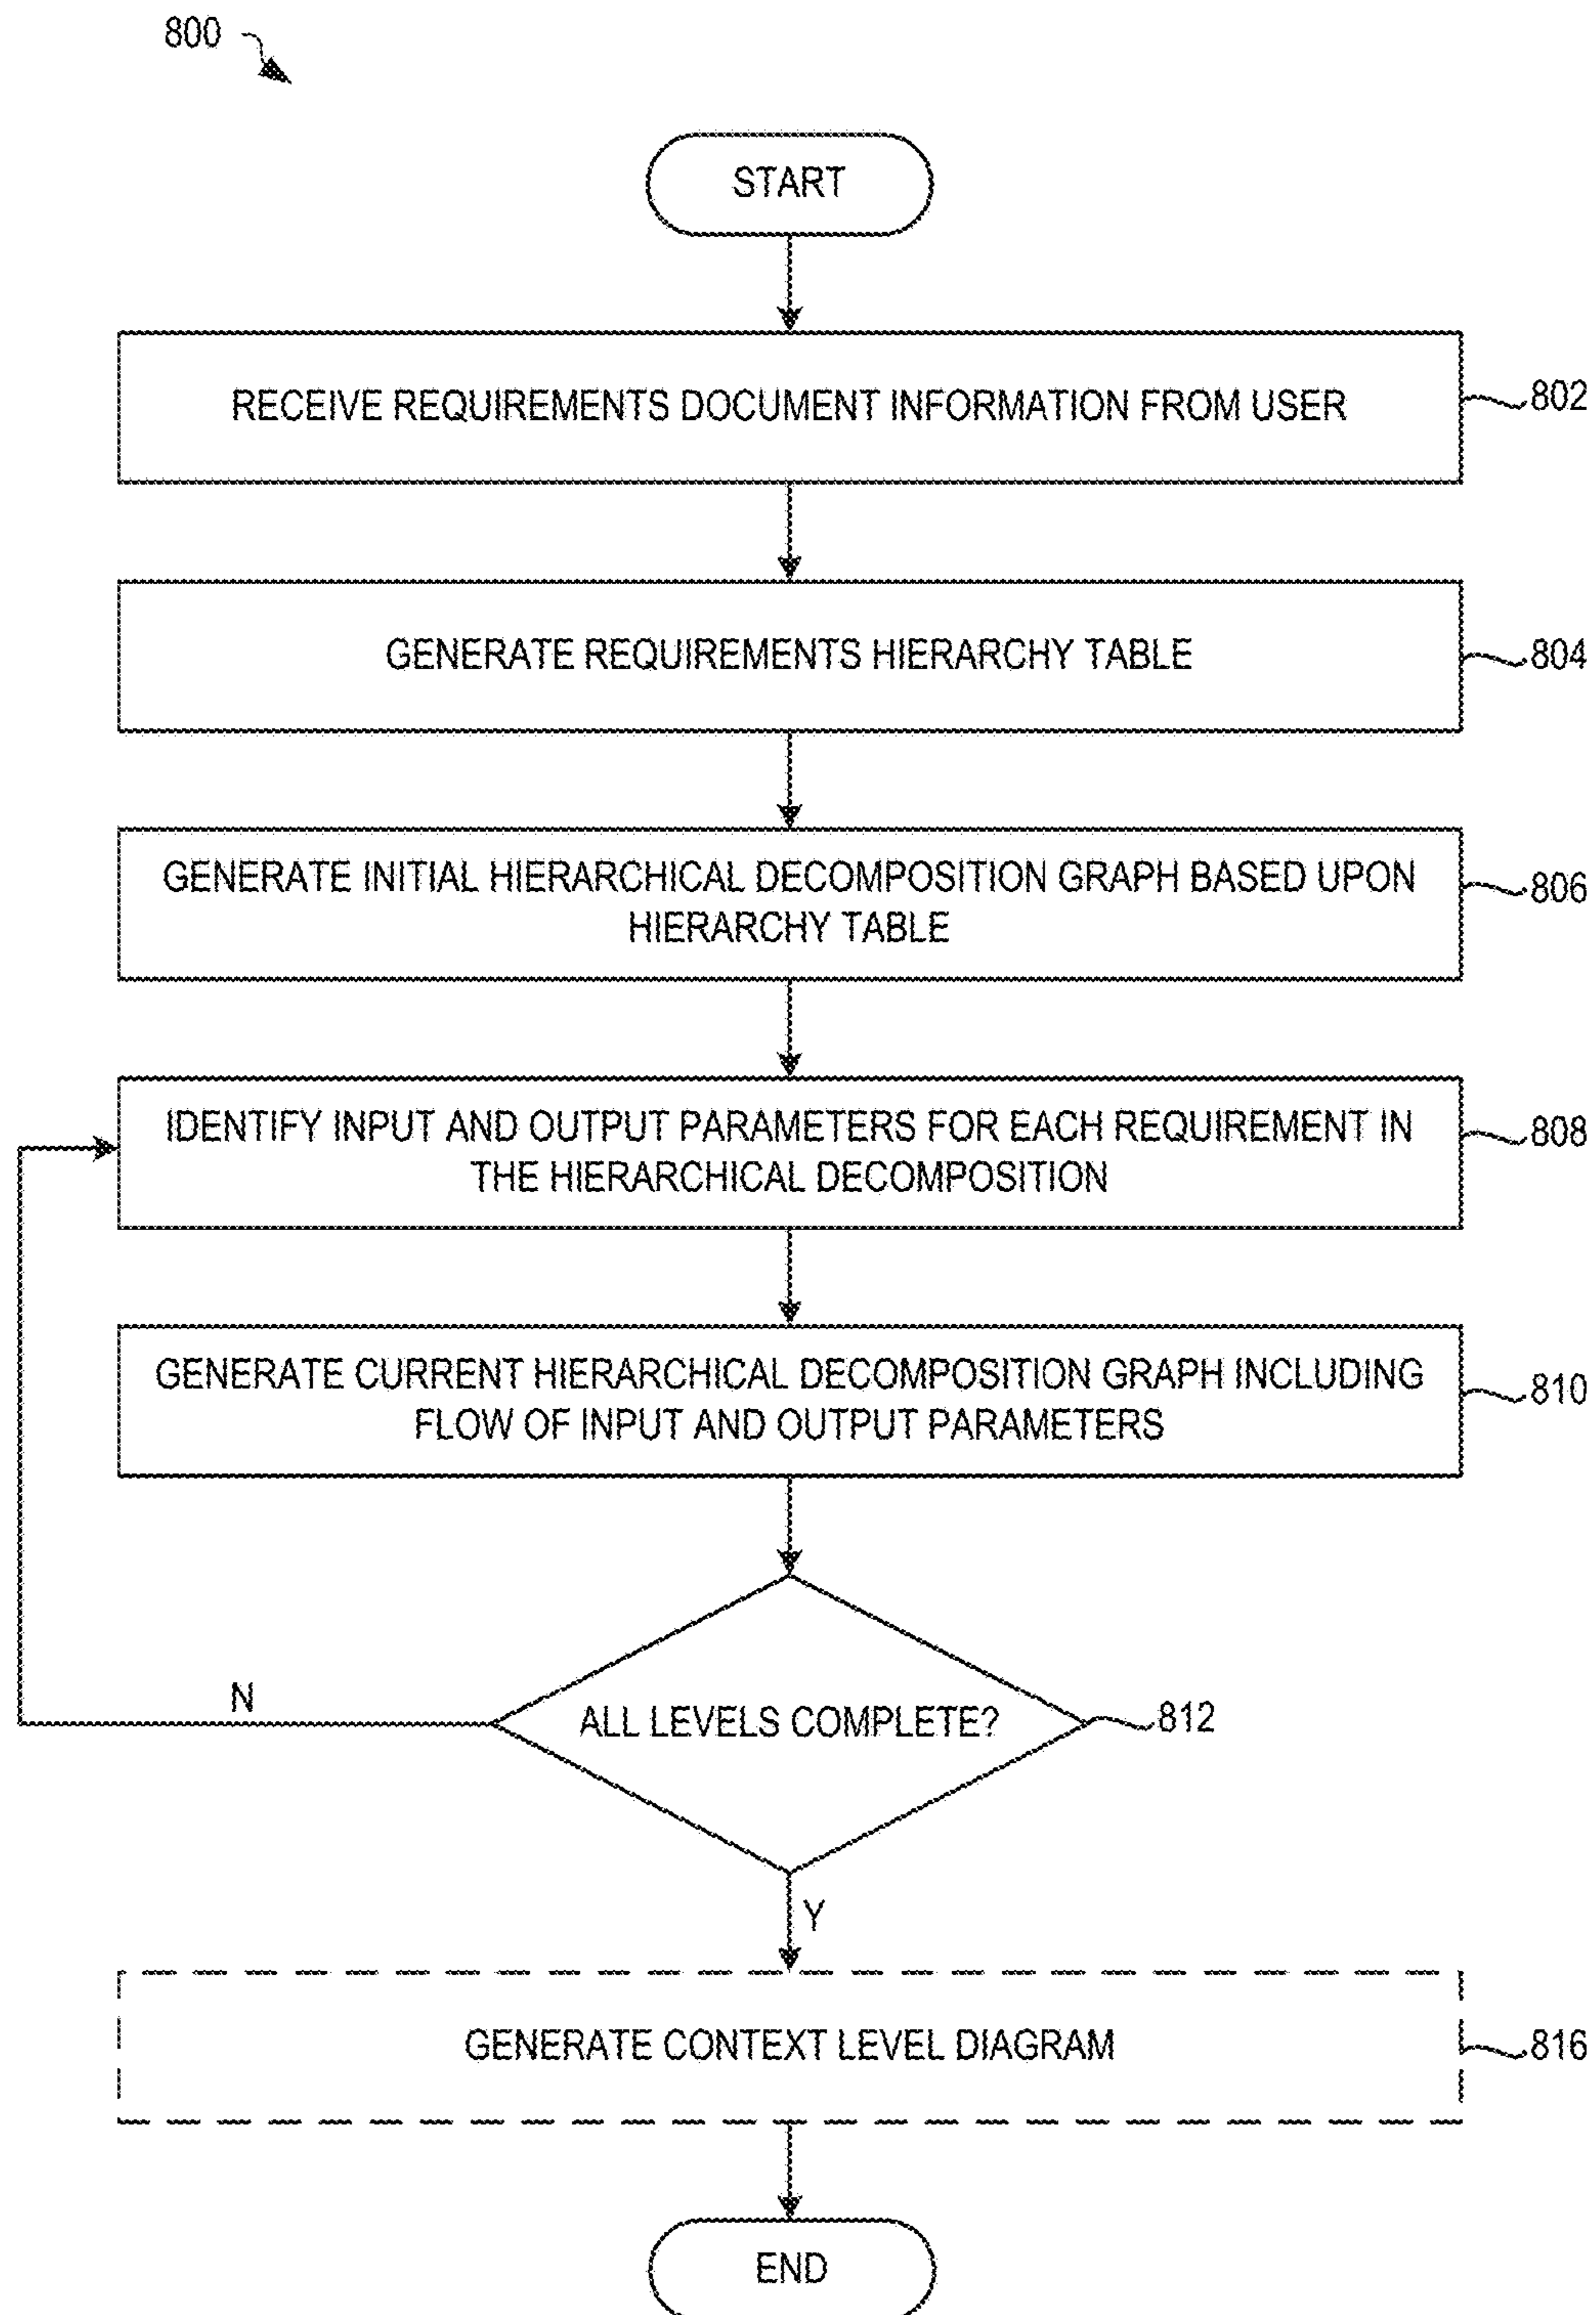 800
START
RECEIVE REQUIREMENTS DOCUMENT INFORMATION FROM USER
802
GENERATE REQUIREMENTS HIERARCHY TABLE
804
GENERATE INITIAL HIERARCHICAL DECOMPOSITION GRAPH BASED UPON
HIERARCHY TABLE
806
IDENTIFY INPUT AND OUTPUT PARAMETERS FOR EACH REQUIREMENT IN
THE HIERARCHICAL DECOMPOSITION
808
GENERATE CURRENT HIERARCHICAL DECOMPOSITION GRAPH INCLUDING
FLOW OF INPUT AND OUTPUT PARAMETERS
810
N
ALL LEVELS COMPLETE?
812
Y
GENERATE CONTEXT LEVEL DIAGRAM
816
END